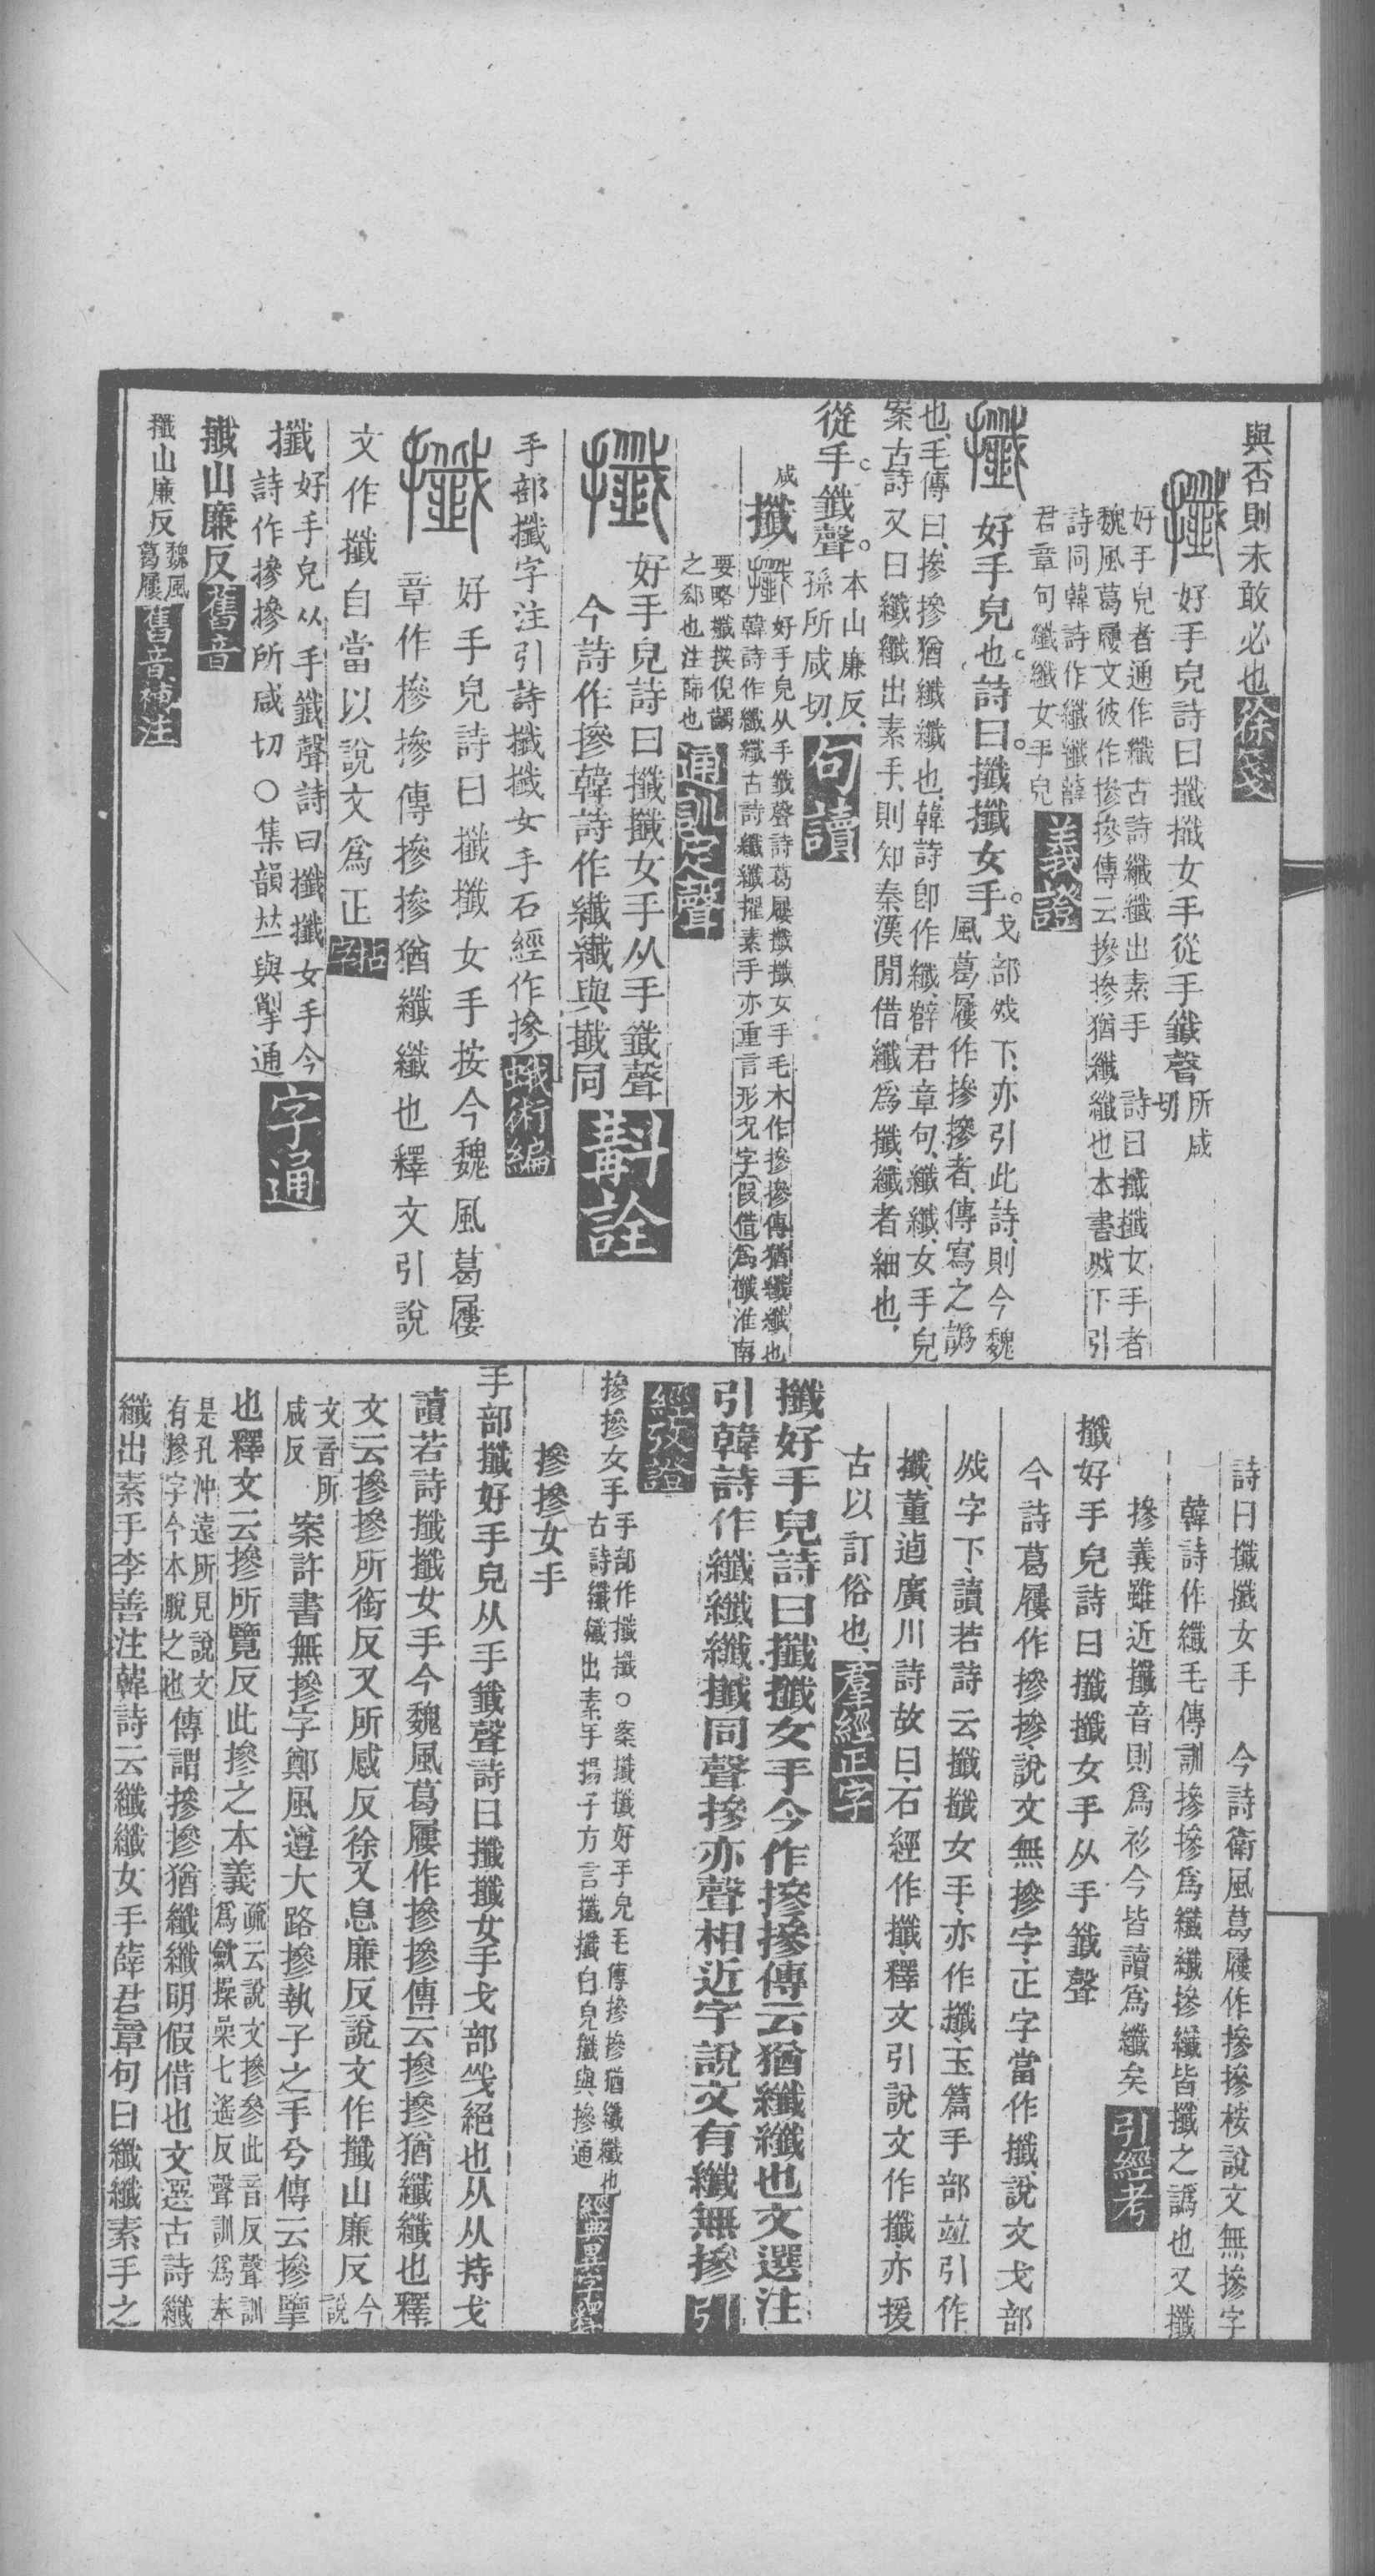 與否則未敢必也徐箋
攕好手皃詩曰攕攕女手從手韱聲所咸切
好手皃者通作纖古詩纖纖出素手 詩曰攕攕女手者
魏風葛屨文彼作摻摻傳云摻摻猶纖纖也本書𢦟下引
詩同韓詩作纖纖薛
君章句纖纖女手皃義證
攕好手皃也詩曰攕攕女手。戈部𢦟下亦引此詩、則今魏
風葛屨作摻摻者、傳寫之譌
也、毛傳曰、摻摻猶纖纖也、韓詩卽作纖、薛君章句、纖纖、女手皃
案古詩又曰纖纖出素手、則知秦漢閒借纖爲攕、纖者細也、
從手韱聲。本山廉反、
孫所咸切、句讀
咸 攕 攕好手皃从手韱聲詩葛屨攕攕女手毛本作摻摻傳猶纖纖也
韓詩作纖纖古詩纖纖擢素手亦重言形況字㊟假借爲櫼淮南
要略攕揳倪齵
之郄也注篩也通訓定聲
攕好手皃詩曰攕攕女手从手韱聲
今詩作摻韓詩作纖纖與攕同斠詮
手部攕字注引詩攕攕女手石經作摻蛾術編
攕好手皃詩曰攕攕女手按今魏風葛屨
章作摻摻傳摻摻猶纖纖也釋文引說
文作攕自當以說文爲正拈字
攕好手皃从手韱聲詩曰攕攕女手今
詩作摻摻所咸切○集韻𠀤與掣通字通
攕山廉反舊音
攕山廉反魏風
葛屨舊音補注
詩曰攕攕女手 今詩衛風葛屨作摻摻桉說文無摻字
韓詩作纖毛傳訓摻摻爲纖纖摻纖皆攕之譌也又攕
摻義雖近攕音則爲衫今皆讀爲纖矣引經考
攕好手皃詩曰攕攕女手从手韱聲
今詩葛屨作摻摻、說文無摻字、正字當作攕、說文戈部
𢦟字下、讀若詩云攕攕女手、亦作攕、玉篇手部竝引作
攕、董逌廣川詩故曰、石經作攕、釋文引說文作攕、亦援
古以訂俗也、羣經正字
攕好手皃詩曰攕攕女手今作摻摻傳云猶纖纖也文選注
引韓詩作纖纖纖攕同聲摻亦聲相近字說文有纖無摻引
經攷證
摻摻女手手部作攕攕○案攕攕好手皃毛傳摻摻猶纖纖也
古詩纖纖出素手揚子方言攕攕白皃攕與摻通經典異字釋
摻摻女手
手部攕好手皃从手韱聲詩曰攕攕女手戈部𢦟絕也从从持戈
讀若詩攕攕女手今魏風葛屨作摻摻傳云摻摻猶纖纖也釋
文云摻摻所銜反又所感反徐又息廉反說文作攕山廉反今說
文音所
咸反 案許書無摻字鄭風遵大路摻執子之手兮傳云摻擥
也釋文云摻所覽反此摻之本義疏云說文摻參此音反聲訓
爲歛操喿七遙反聲訓爲奉
是孔沖遠所見說文
有摻字今本脫之也傳謂摻摻猶纖纖明假借也文選古詩纖
纖出素手李善注韓詩云纖纖女手薛君章句曰纖纖素手之